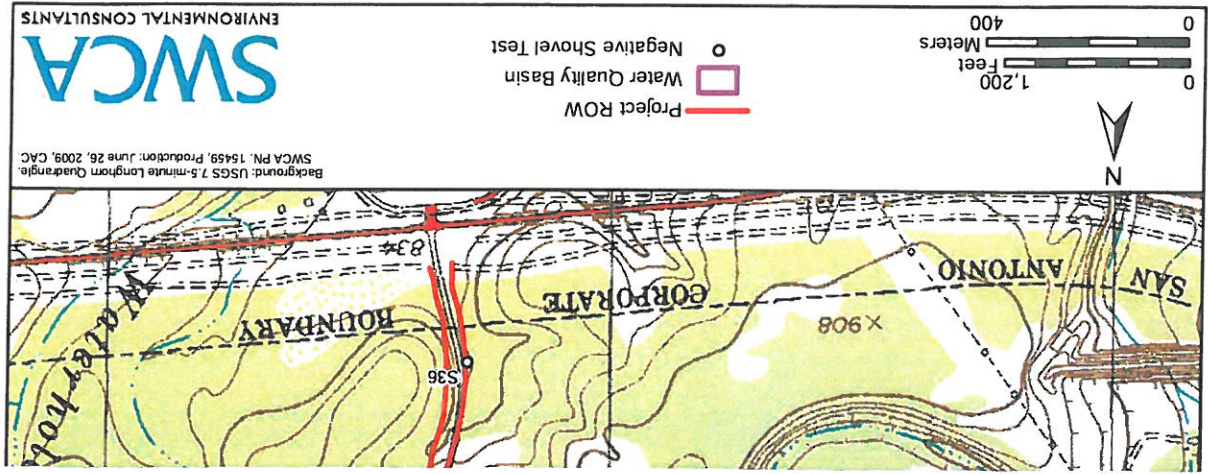 S36
X 908
SAN ANTONIO CORPORATE BOUNDARY
834
Waterhole
Background: USGS 7.5-minute Longhorn Quadrangle.
SWCA PN. 15459, Production: June 26, 2009, CAC
N
0 1,200
Feet
Meters
0 400
Project ROW
Water Quality Basin
Negative Shovel Test
SWCA
ENVIRONMENTAL CONSULTANTS